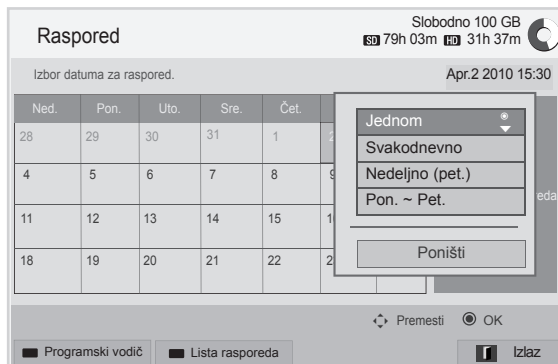 Raspored
Slobodno 100 GB
SD 79h 03m HD 31h 37m
Izbor datuma za raspored.
Apr.2 2010 15:30
Ned. Pon. Uto. Sre. Čet.
28 29 30 31 1 2
4 5 6 7 8 9
11 12 13 14 15
18 19 20 21 22
Jednom
Svakodnevno
Nedeljno (pet.)
Pon. ~ Pet.
Poništi
Premesti OK
Programski vodič Lista rasporeda Izlaz